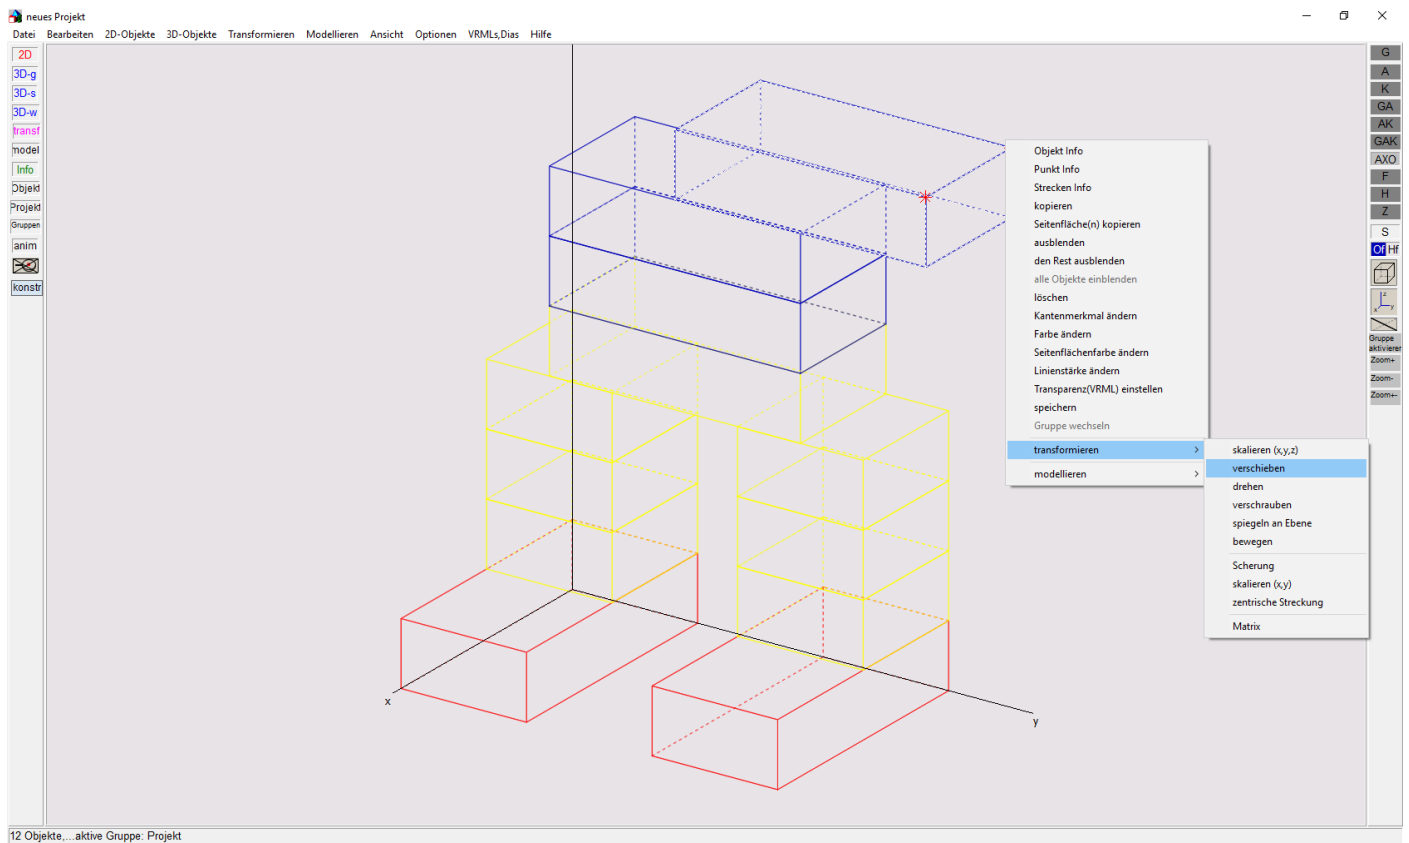 neues Projekt
Datei Bearbeiten 2D-Objekte 3D-Objekte Transformieren Modellieren Ansicht Optionen VRMLs,Dias Hilfe
2D
3D-g
3D-s
3D-w
transf
model
Info
Objekt
Projekt
Gruppen
anim
konstr
x
y
Objekt Info
Punkt Info
Strecken Info
kopieren
Seitenfläche(n) kopieren
ausblenden
den Rest ausblenden
alle Objekte einblenden
löschen
Kantenmerkmal ändern
Farbe ändern
Seitenflächenfarbe ändern
Linienstärke ändern
Transparenz(VRML) einstellen
speichern
Gruppe wechseln
transformieren
modellieren
skalieren (x,y,z)
verschieben
drehen
verschrauben
spiegeln an Ebene
bewegen
Scherung
skalieren (x,y)
zentrische Streckung
Matrix
G
A
K
GA
AK
GAK
AXO
F
H
Z
S
Of Hf
z
x y
Gruppe
aktivieren
Zoom+
Zoom-
Zoom+-
12 Objekte,...aktive Gruppe: Projekt